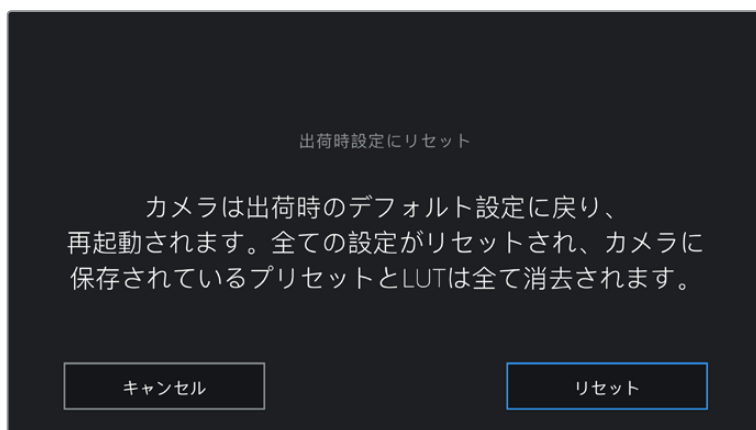 出荷時設定にリセット
カメラは出荷時のデフォルト設定に戻り、
再起動されます。全ての設定がリセットされ、カメラに
保存されているプリセットとLUTは全て消去されます。
キャンセル
リセット